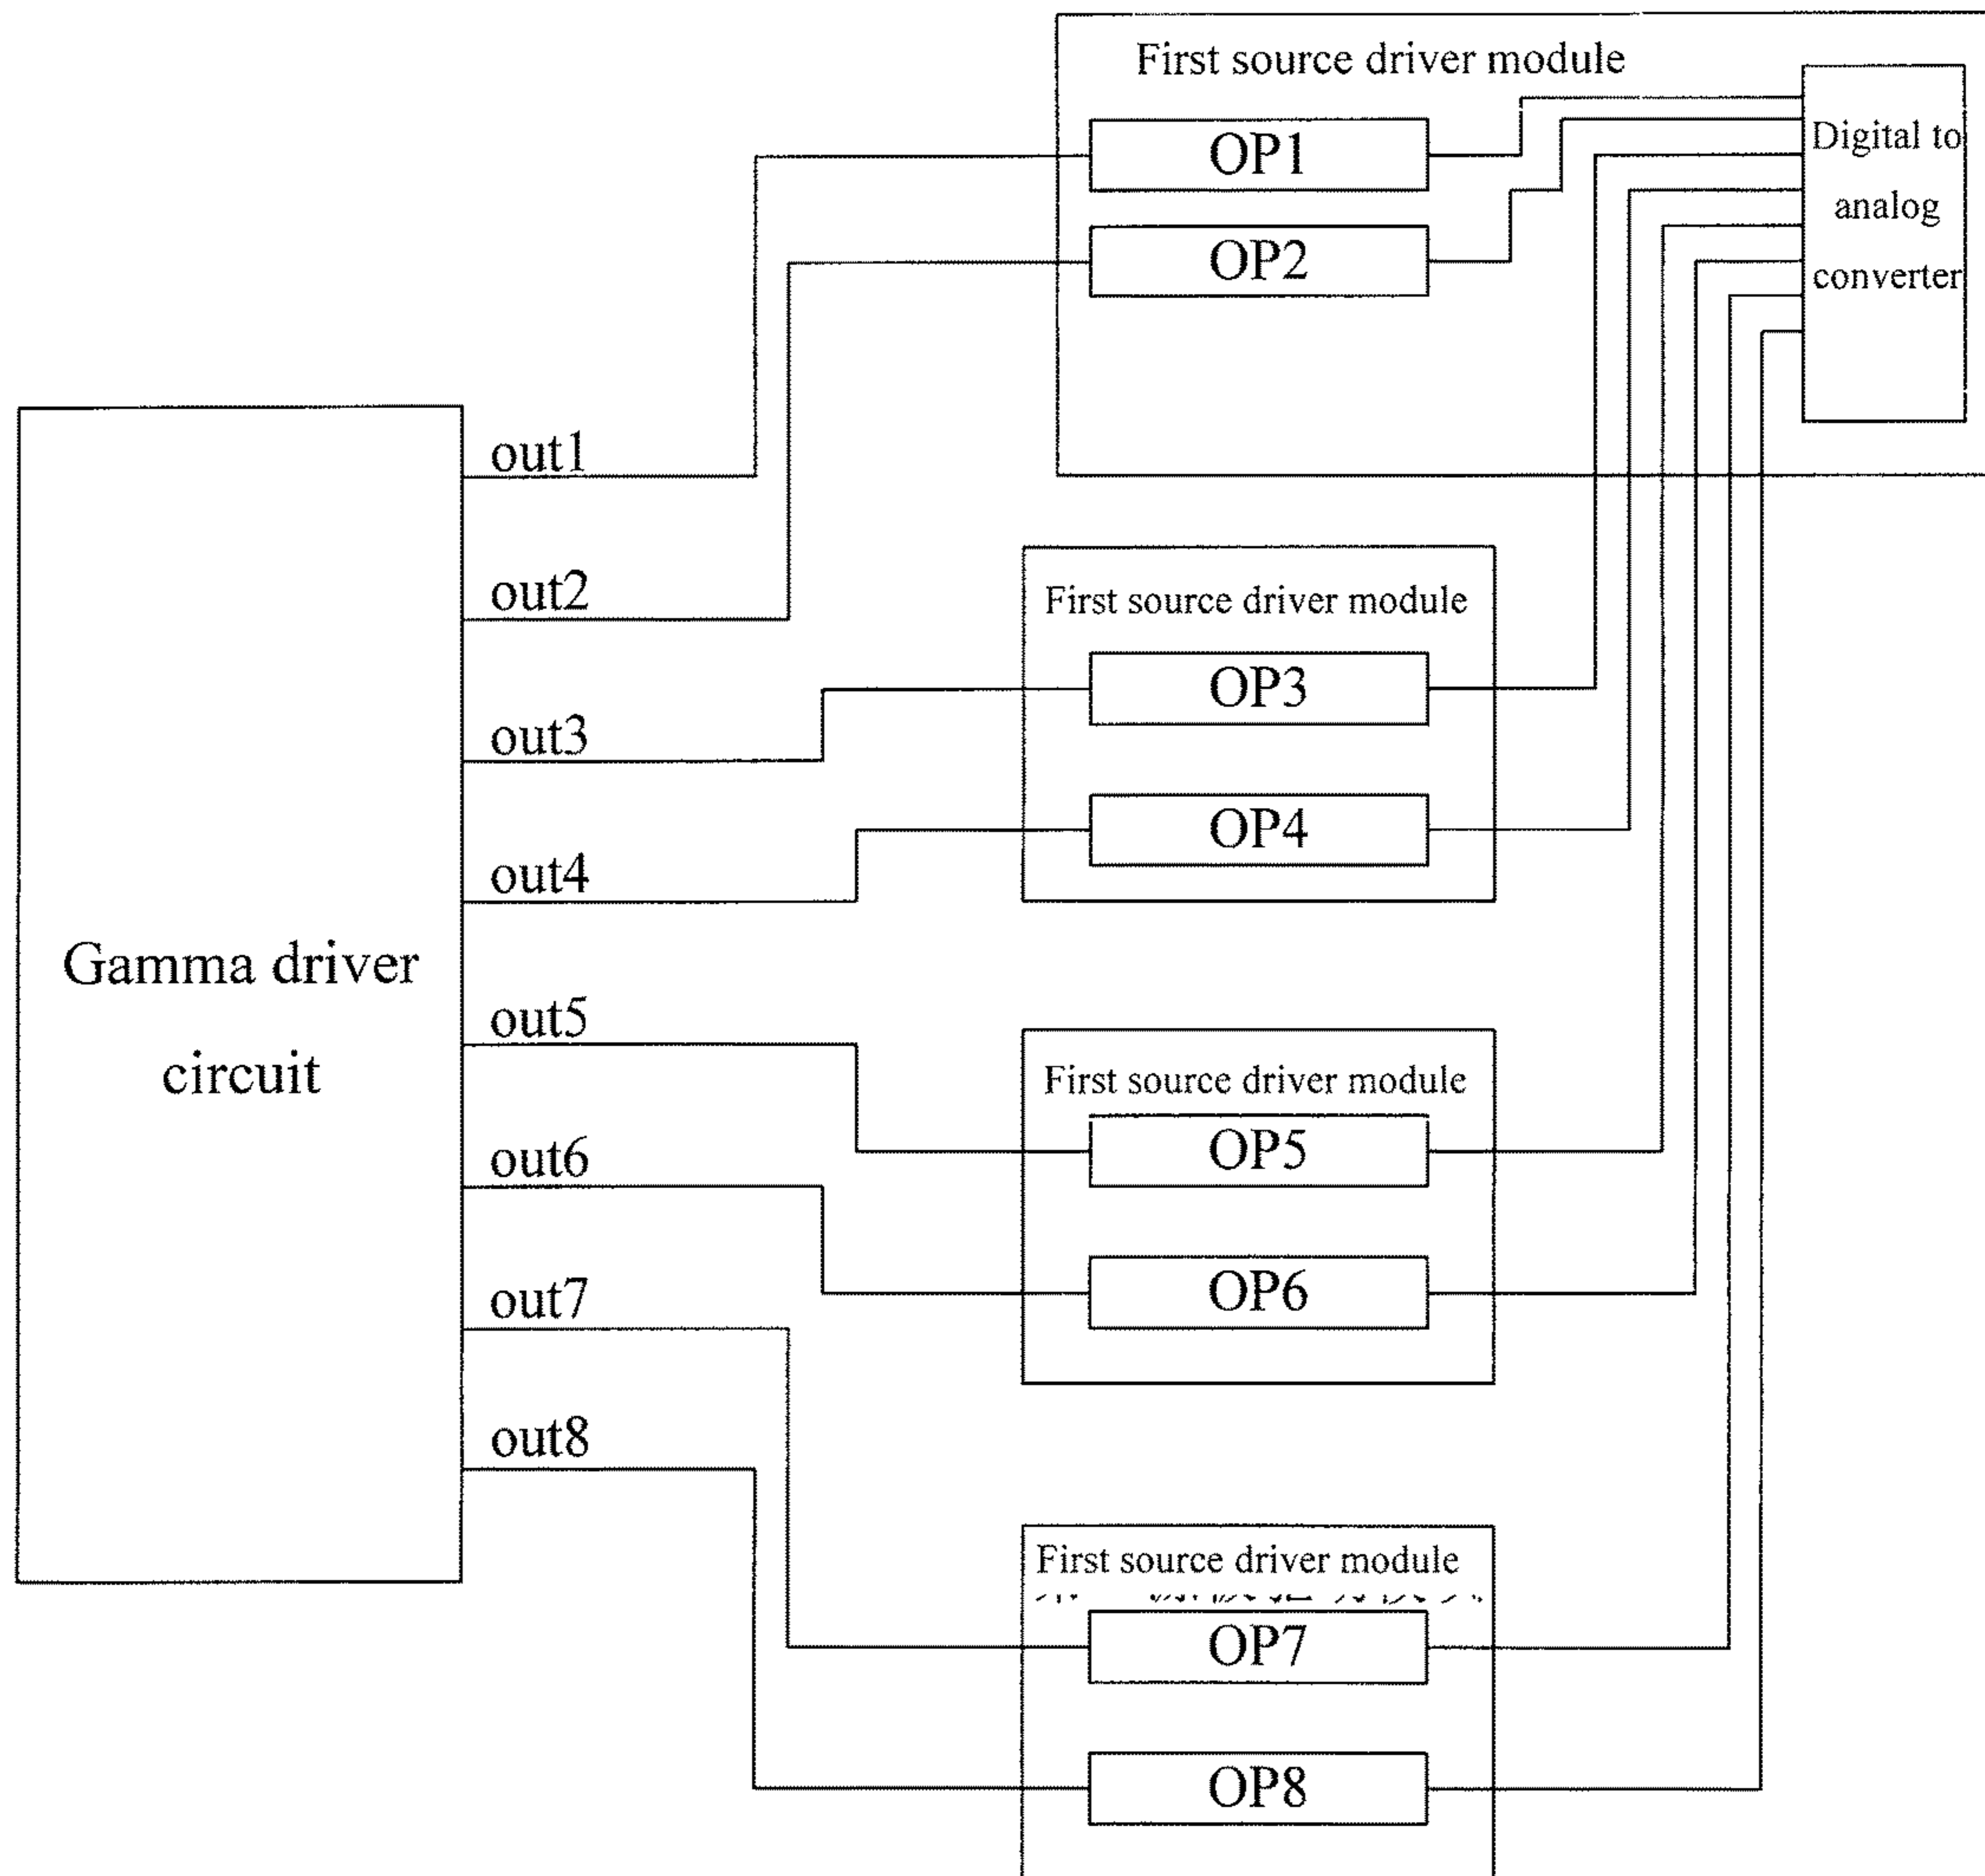 First source driver module
OP1
OP2
Digital to
analog
converter
out1
out2
out3
out4
out5
out6
out7
out8
Gamma driver
circuit
First source driver module
OP3
OP4
First source driver module
OP5
OP6
First source driver module
OP7
OP8